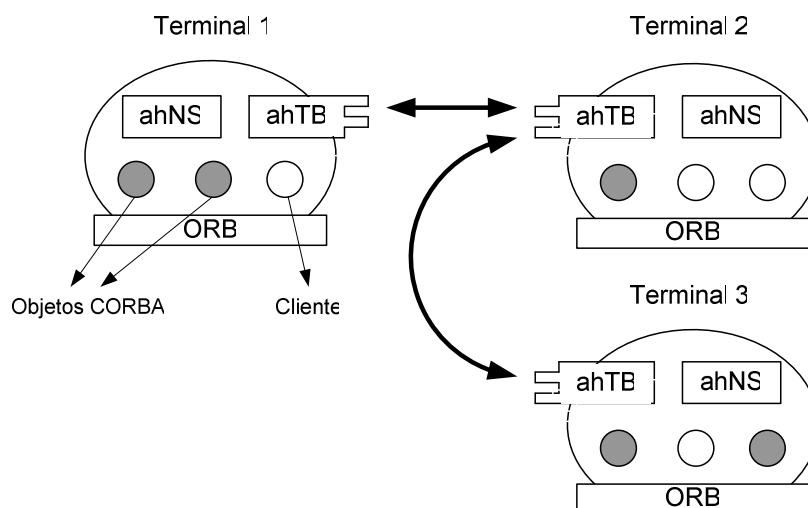 Terminal 1
Terminal 2
ahNS
ahTB
ahTB
ahNS
ORB
ORB
Objetos CORBA
Cliente
Terminal 3
ahTB
ahNS
ORB